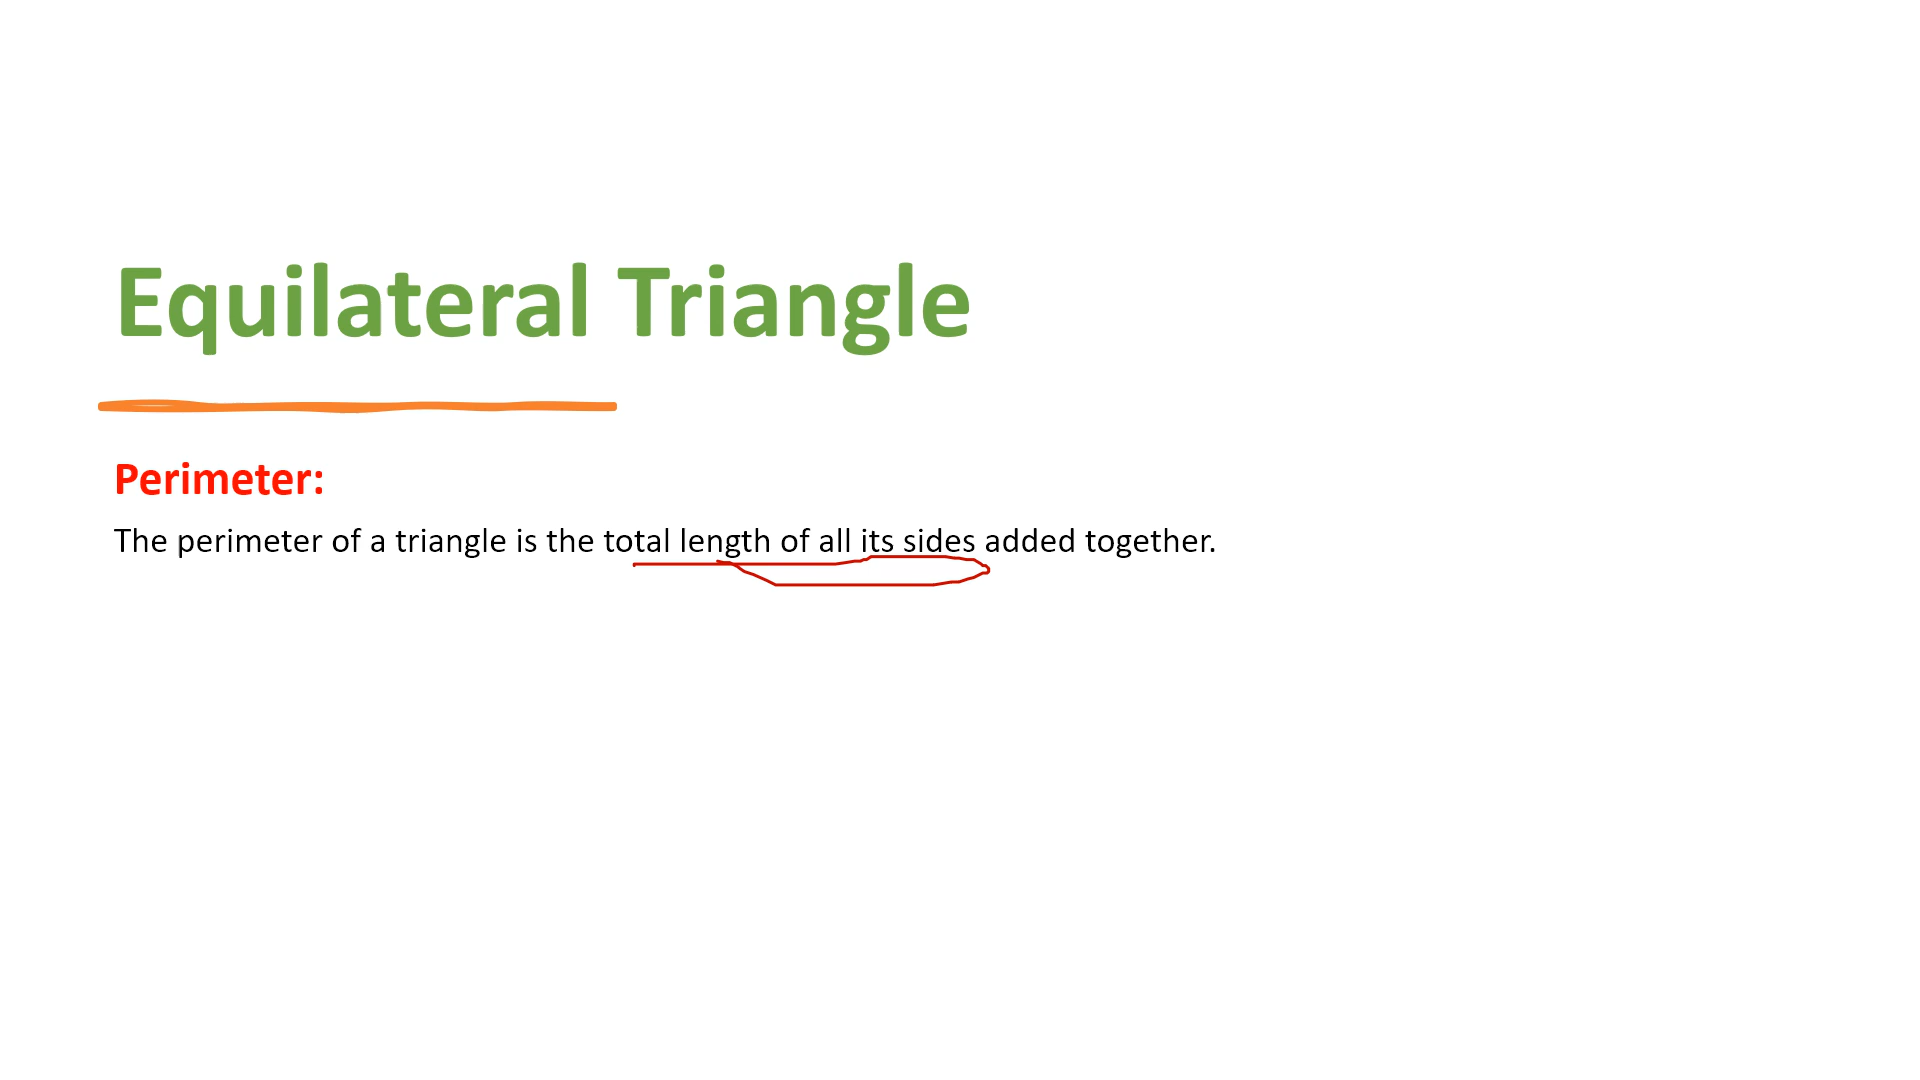 Equilateral Triangle
Perimeter:
The perimeter of a triangle is the total length of all its sides added together.